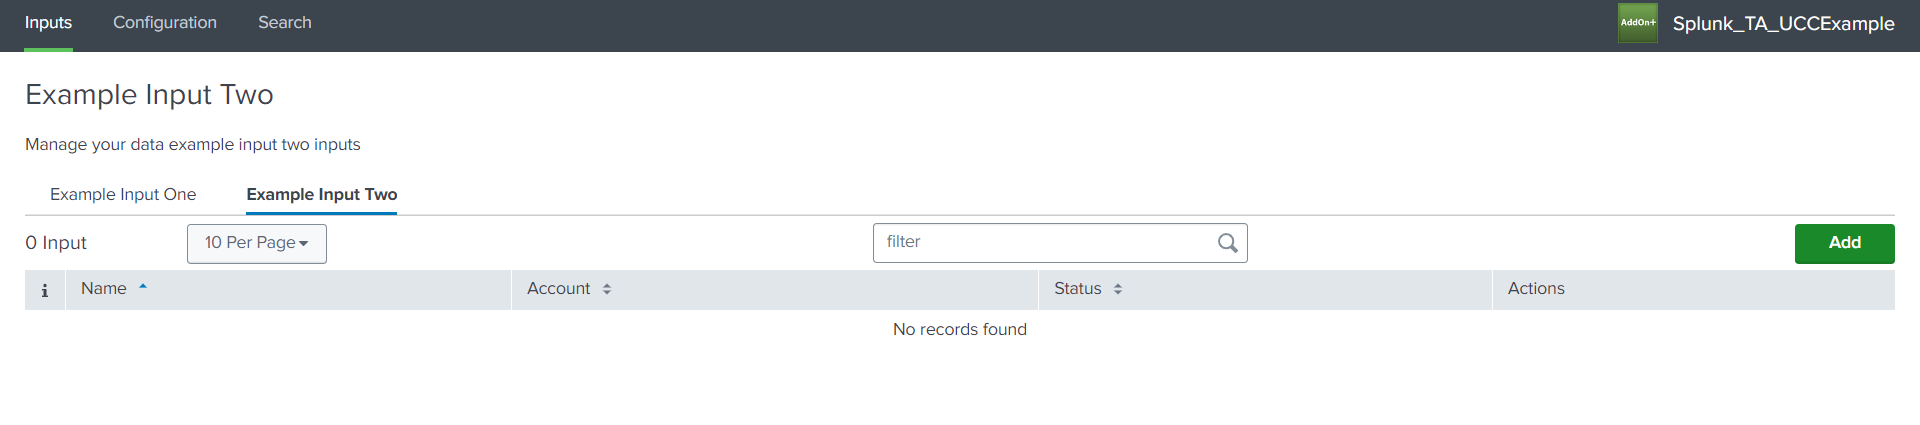 Inputs Configuration Search AddOn+ Splunk_TA_UCCExample
Example Input Two
Manage your data example input two inputs
Example Input One Example Input Two
0 Input 10 Per Page filter Add
i Name Account Status Actions
No records found